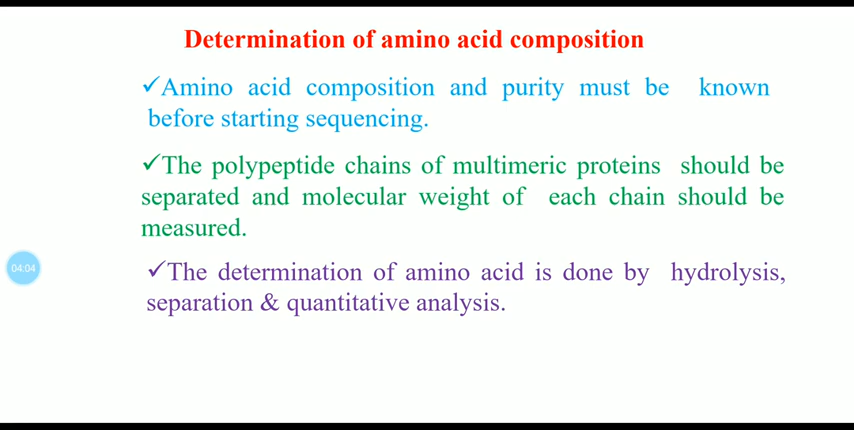 Determination of amino acid composition
✓Amino acid composition and purity must be known
before starting sequencing.
✓The polypeptide chains of multimeric proteins should be
separated and molecular weight of each chain should be
measured.
04:04
✓The determination of amino acid is done by hydrolysis,
separation & quantitative analysis.